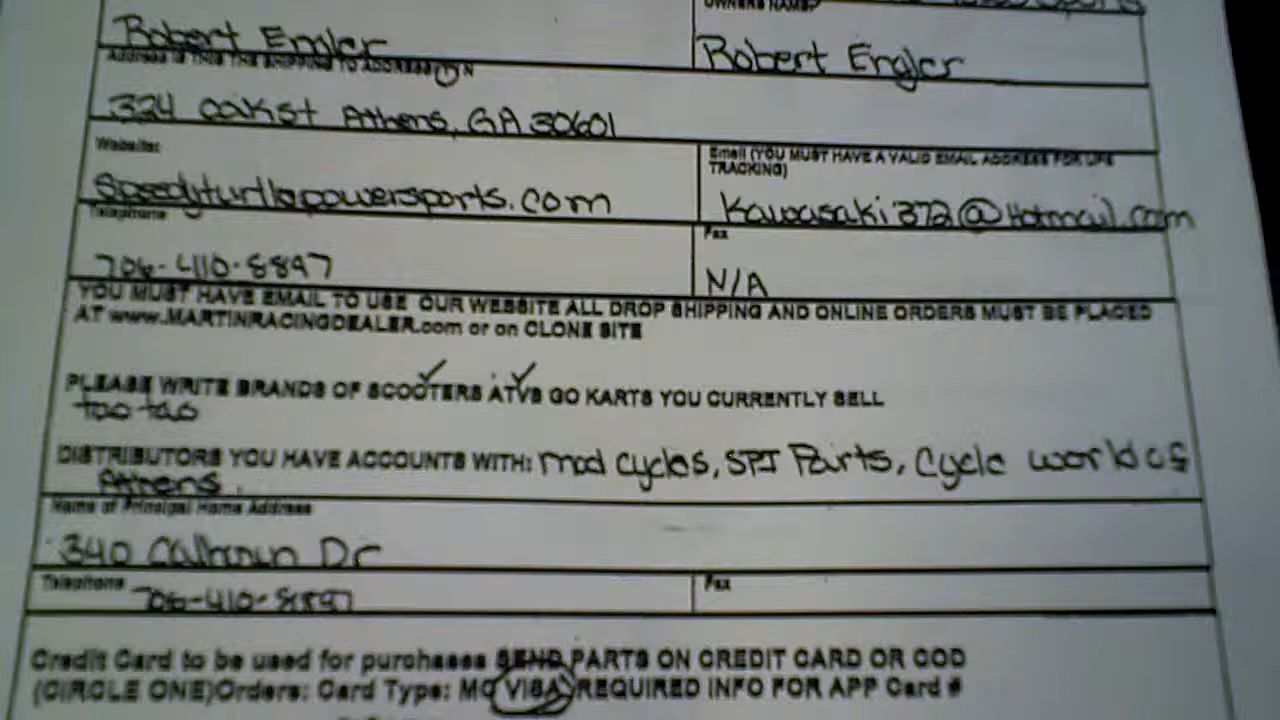 OWNERS NAME?
Robert Engler
Robert Engler
Address IS THIS THE SHIPPING TO ADDRESS Y N
334 Oak St Athens, GA 30601
Website:
Email (YOU MUST HAVE A VALID EMAIL ADDRESS FOR UPS TRACKING)
Speedyturtlepowersports.com
Kawasaki372@Hotmail.com
Telephone
Fax
706-410-8897
N/A
YOU MUST HAVE EMAIL TO USE OUR WEBSITE ALL DROP SHIPPING AND ONLINE ORDERS MUST BE PLACED
AT www.MARTINRACINGDEALER.com or on CLONE SITE
PLEASE WRITE BRANDS OF SCOOTERS ATVS GO KARTS YOU CURRENTLY SELL
tao tao
DISTRIBUTORS YOU HAVE ACCOUNTS WITH: mod cycles, SPI Parts, Cycle world of
Athens.
Name of Principal Home Address
340 Calhoun Dr
Telephone 706-410-8897
Fax
Credit Card to be used for purchases SEND PARTS ON CREDIT CARD OR COD
(CIRCLE ONE)Orders: Card Type: MC VISA REQUIRED INFO FOR APP Card #